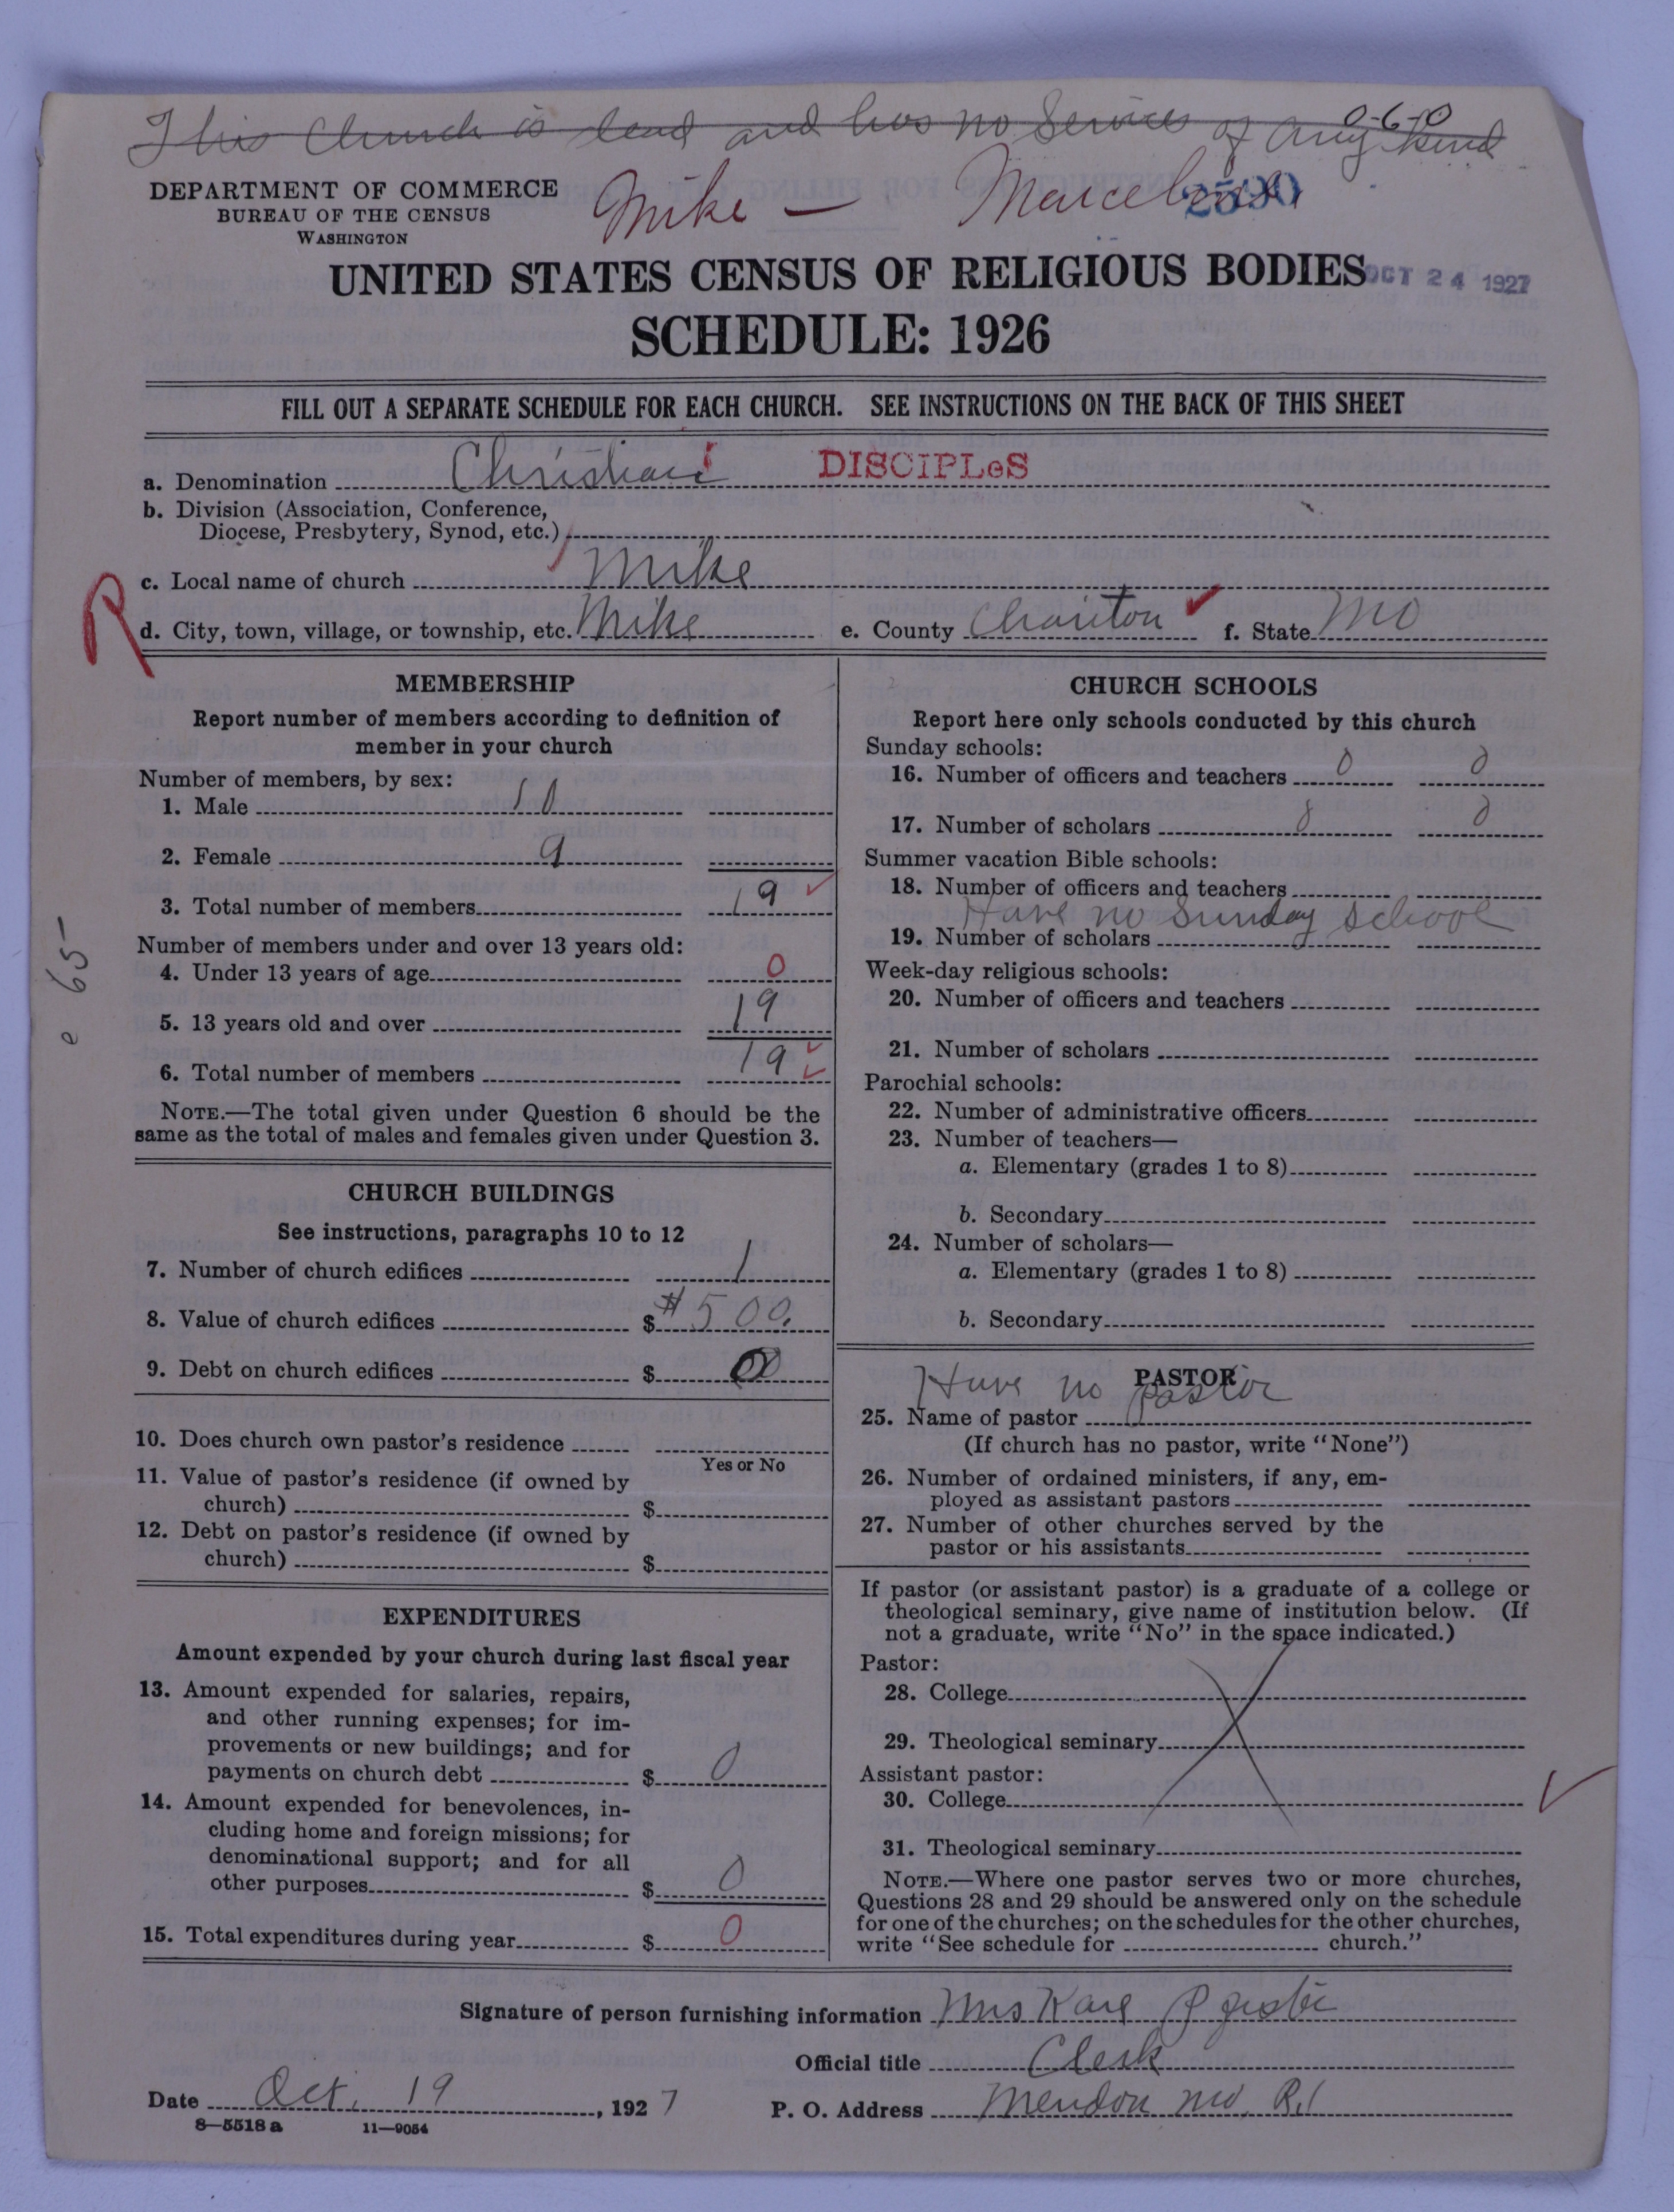 This Church is dead and has no Services of any kind
0-6-0
DEPARTMENT OF COMMERCE
BUREAU OF THE CENSUS
WASHINGTON
Mike — Marceline
2590
UNITED STATES CENSUS OF RELIGIOUS BODIES
OCT 24 1927
SCHEDULE: 1926
FILL OUT A SEPARATE SCHEDULE FOR EACH CHURCH. SEE INSTRUCTIONS ON THE BACK OF THIS SHEET
a. Denomination Christian DISCIPLeS
b. Division (Association, Conference,
Diocese, Presbytery, Synod, etc.)
c. Local name of church Mike
R
d. City, town, village, or township, etc. Mike e. County Chariton f. State Mo
MEMBERSHIP
Report number of members according to definition of
member in your church
Number of members, by sex:
1. Male 10
2. Female 9
3. Total number of members 19
Number of members under and over 13 years old:
4. Under 13 years of age 0
5. 13 years old and over 19
6. Total number of members 19
NOTE.—The total given under Question 6 should be the
same as the total of males and females given under Question 3.
e 65-
CHURCH BUILDINGS
See instructions, paragraphs 10 to 12
7. Number of church edifices 1
8. Value of church edifices $ #500.
9. Debt on church edifices $ 0
10. Does church own pastor's residence
Yes or No
11. Value of pastor's residence (if owned by
church) $
12. Debt on pastor's residence (if owned by
church) $
EXPENDITURES
Amount expended by your church during last fiscal year
13. Amount expended for salaries, repairs,
and other running expenses; for im-
provements or new buildings; and for
payments on church debt $ 0
14. Amount expended for benevolences, in-
cluding home and foreign missions; for
denominational support; and for all
other purposes $ 0
15. Total expenditures during year $ 0
CHURCH SCHOOLS
Report here only schools conducted by this church
Sunday schools:
16. Number of officers and teachers 0 0
17. Number of scholars 0 0
Summer vacation Bible schools:
18. Number of officers and teachers
Have no Sunday School
19. Number of scholars
Week-day religious schools:
20. Number of officers and teachers
21. Number of scholars
Parochial schools:
22. Number of administrative officers
23. Number of teachers—
a. Elementary (grades 1 to 8)
b. Secondary
24. Number of scholars—
a. Elementary (grades 1 to 8)
b. Secondary
PASTOR
Have no pastor
25. Name of pastor
(If church has no pastor, write "None")
26. Number of ordained ministers, if any, em-
ployed as assistant pastors
27. Number of other churches served by the
pastor or his assistants
If pastor (or assistant pastor) is a graduate of a college or
theological seminary, give name of institution below. (If
not a graduate, write "No" in the space indicated.)
Pastor:
28. College
29. Theological seminary
Assistant pastor:
30. College
31. Theological seminary
NOTE.—Where one pastor serves two or more churches,
Questions 28 and 29 should be answered only on the schedule
for one of the churches; on the schedules for the other churches,
write "See schedule for church."
Signature of person furnishing information Mrs Karl
Official title Clerk
Date Oct. 19, 1927 P. O. Address Mendon Mo, R.1
8—5518 a 11—9054